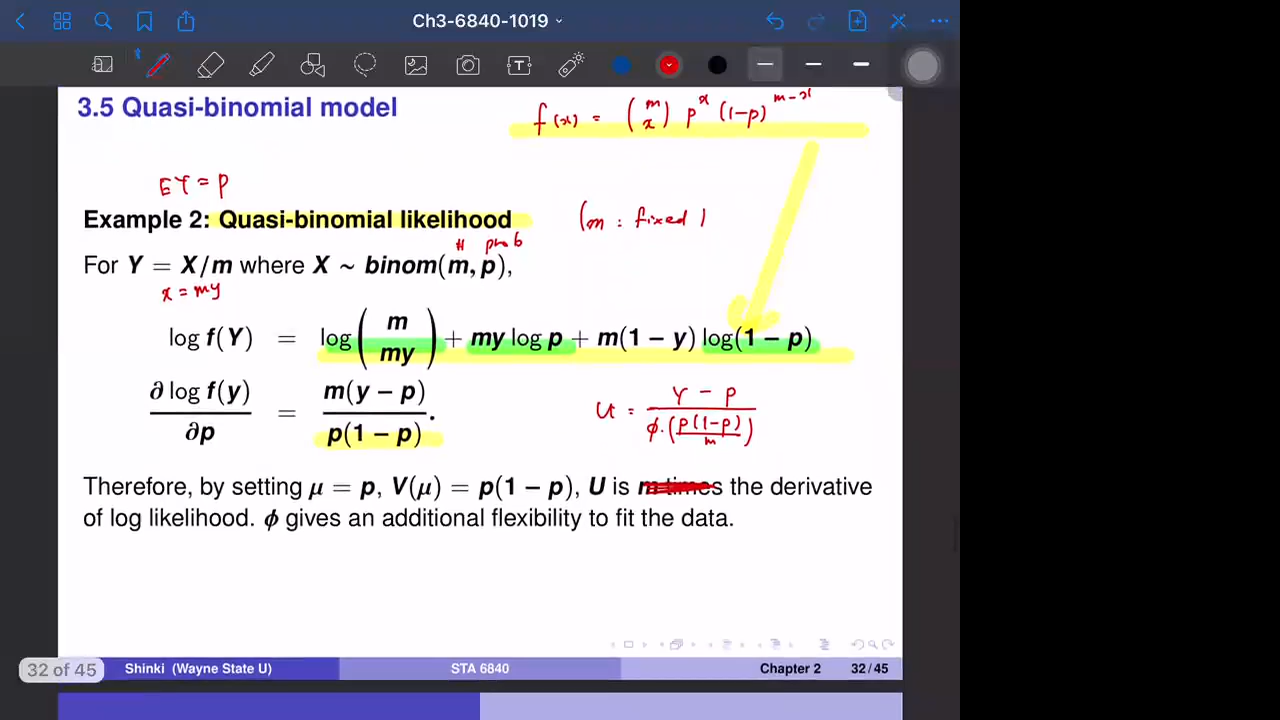 Ch3-6840-1019
3.5 Quasi-binomial model
f(x) = (m x) p^x (1-p)^{m-x}
EY = p
Example 2: Quasi-binomial likelihood
(m : fixed)
# prob
For Y = X/m where X ~ binom(m, p),
x = my
log f(Y) = log (m my) + my log p + m(1 − y) log(1 − p)
∂ log f(y) / ∂p = m(y − p) / p(1 − p).
U = Y - p / ϕ·(p(1-p)/m)
Therefore, by setting μ = p, V(μ) = p(1 − p), U is m times the derivative
of log likelihood. ϕ gives an additional flexibility to fit the data.
32 of 45
Shinki (Wayne State U) STA 6840 Chapter 2 32/45